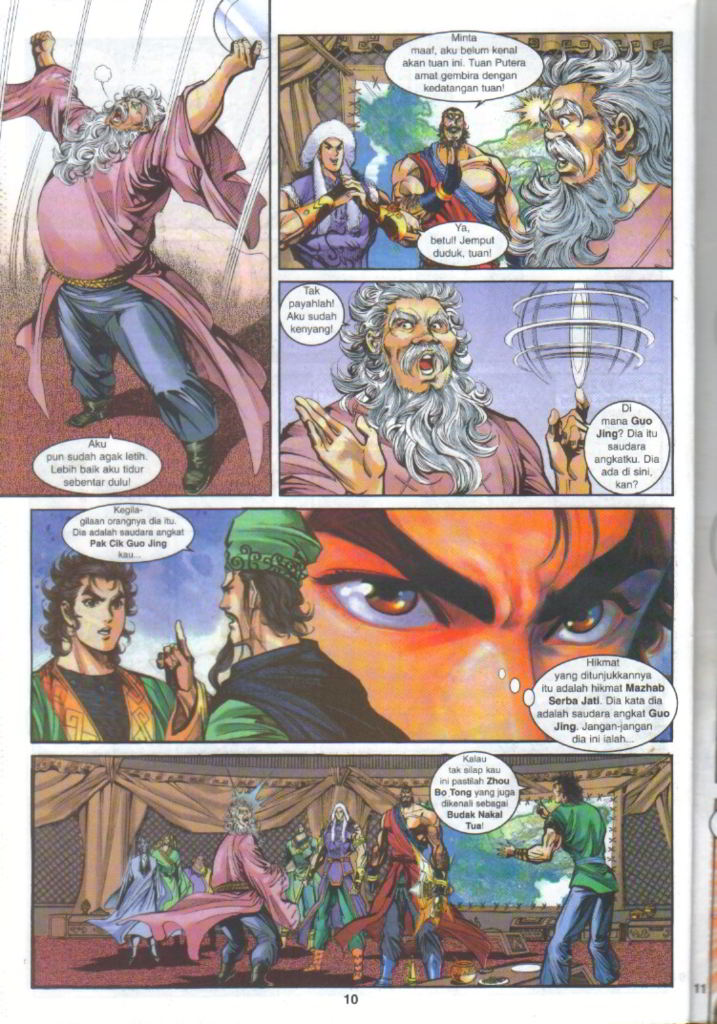 Minta
maaf, aku belum kenal
akan tuan ini. Tuan Putera
amat gembira dengan
kedatangan tuan!
Ya,
betul! Jemput
duduk, tuan!
Tak
payahlah!
Aku sudah
kenyang!
Di
mana Guo
Jing? Dia itu
saudara
angkatku. Dia
ada di sini,
kan?
Aku
pun sudah agak letih.
Lebih baik aku tidur
sebentar dulu!
Kegila-
gilaan orangnya dia itu.
Dia adalah saudara angkat
Pak Cik Guo Jing
kau...
Hikmat
yang ditunjukkannya
itu adalah hikmat Mazhab
Serba Jati. Dia kata dia
adalah saudara angkat Guo
Jing. Jangan-jangan
dia ini ialah...
Kalau
tak silap kau
ini pastilah Zhou
Bo Tong yang juga
dikenali sebagai
Budak Nakal
Tua!
10
11